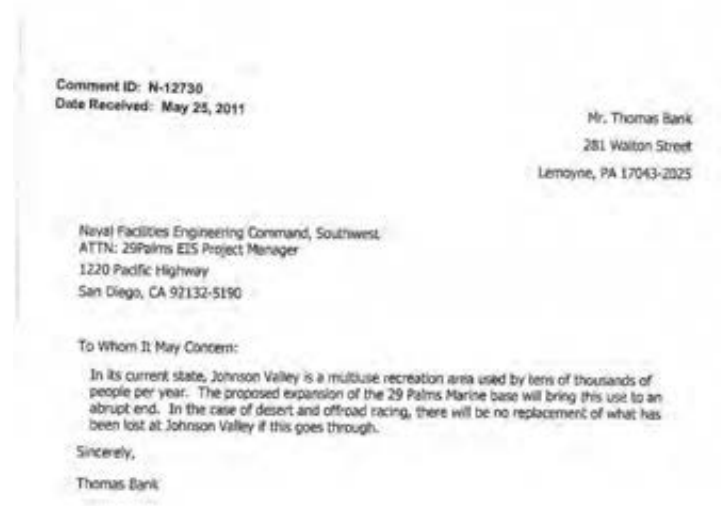 Comment ID: N-12730
Date Received: May 25, 2011
Mr. Thomas Bank
281 Walton Street
Lemoyne, PA 17043-2025
Naval Facilities Engineering Command, Southwest
ATTN: 29Palms EIS Project Manager
1220 Pacific Highway
San Diego, CA 92132-5190
To Whom It May Concern:
In its current state, Johnson Valley is a multiuse recreation area used by tens of thousands of
people per year. The proposed expansion of the 29 Palms Marine base will bring this use to an
abrupt end. In the case of desert and offroad racing, there will be no replacement of what has
been lost at Johnson Valley if this goes through.
Sincerely,
Thomas Bank